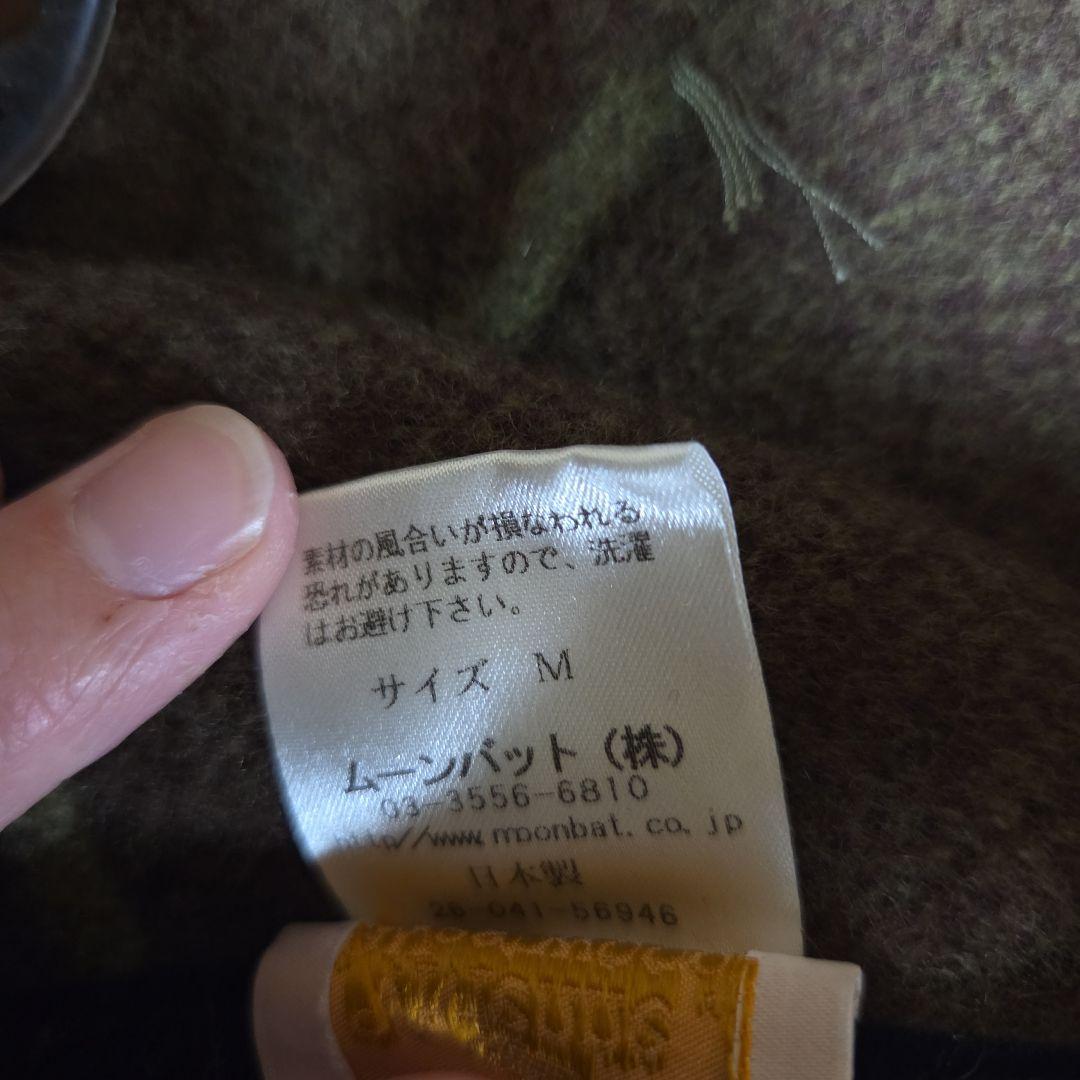 素材の風合いが損なわれる
恐れがありますので、洗濯
はお避け下さい。
サイズ M
ムーンバット（株）
03-3556-6810
http//www.moonbat.co.jp
日本製
26-041-56946